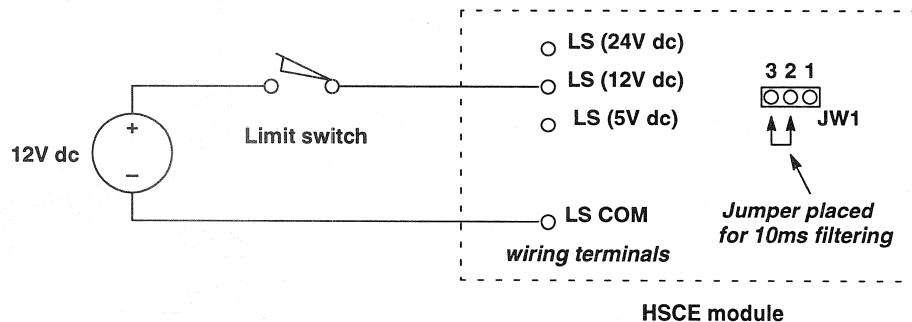 LS (24V dc)
LS (12V dc)
LS (5V dc)
3 2 1
JW1
Limit switch
+
12V dc
−
LS COM
wiring terminals
Jumper placed
for 10ms filtering
HSCE module